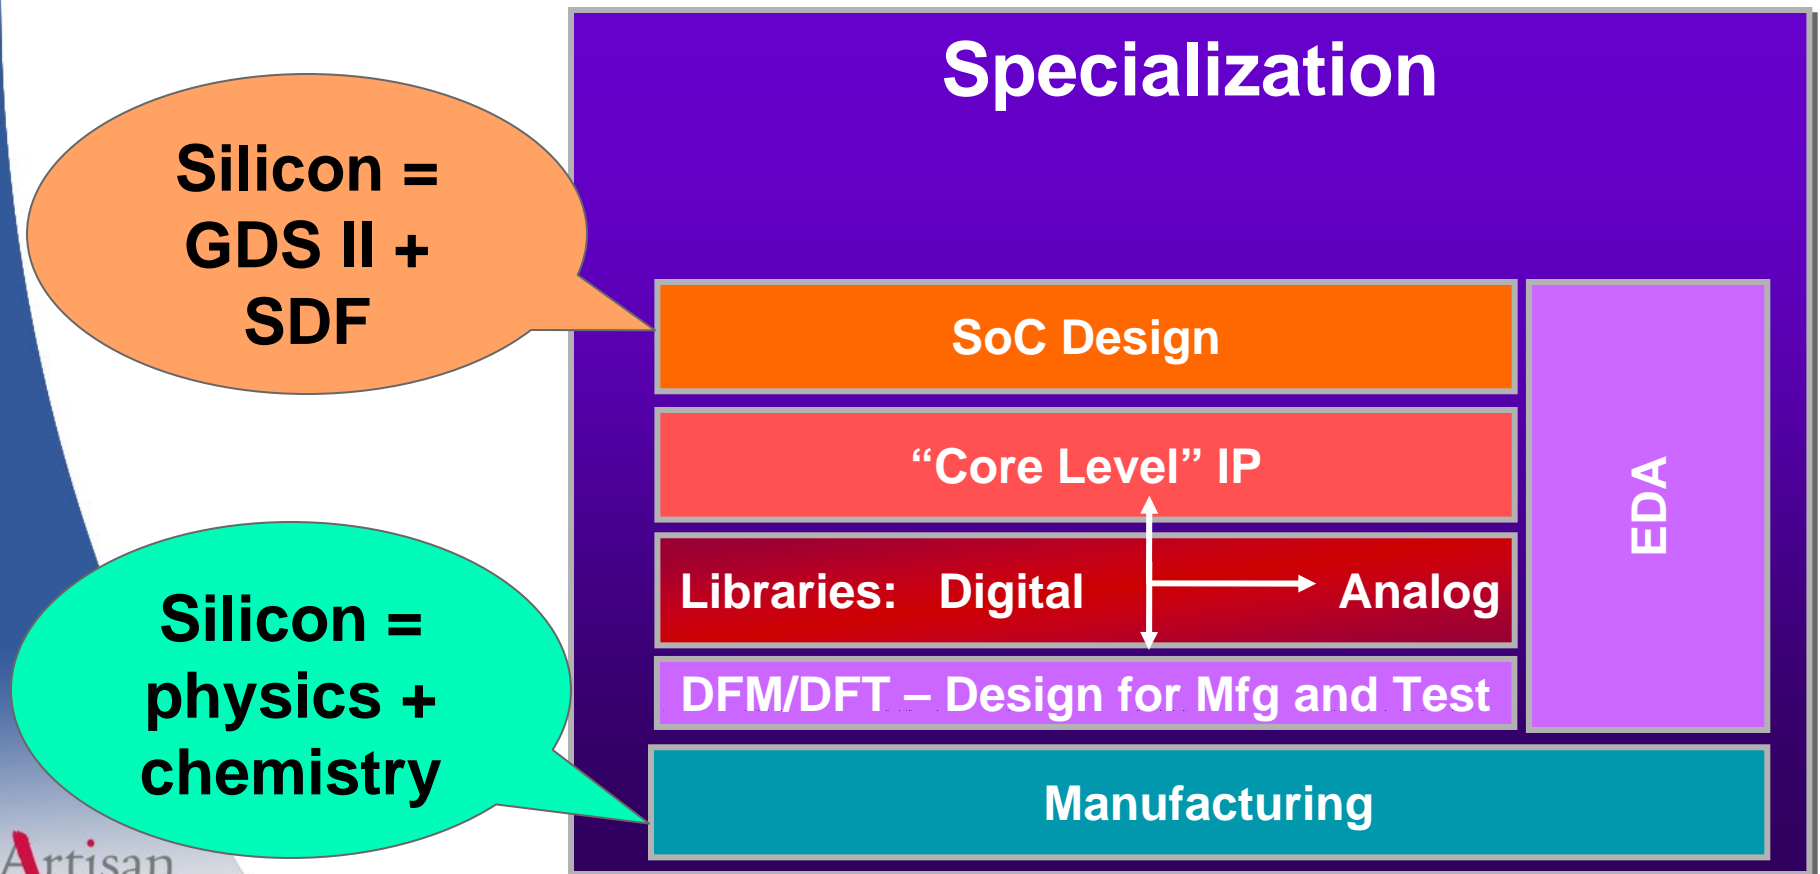 Specialization
Silicon =
GDS II +
SDF
SoC Design
“Core Level” IP
EDA
Libraries: Digital Analog
DFM/DFT – Design for Mfg and Test
Silicon =
physics +
chemistry
Manufacturing
Artisan